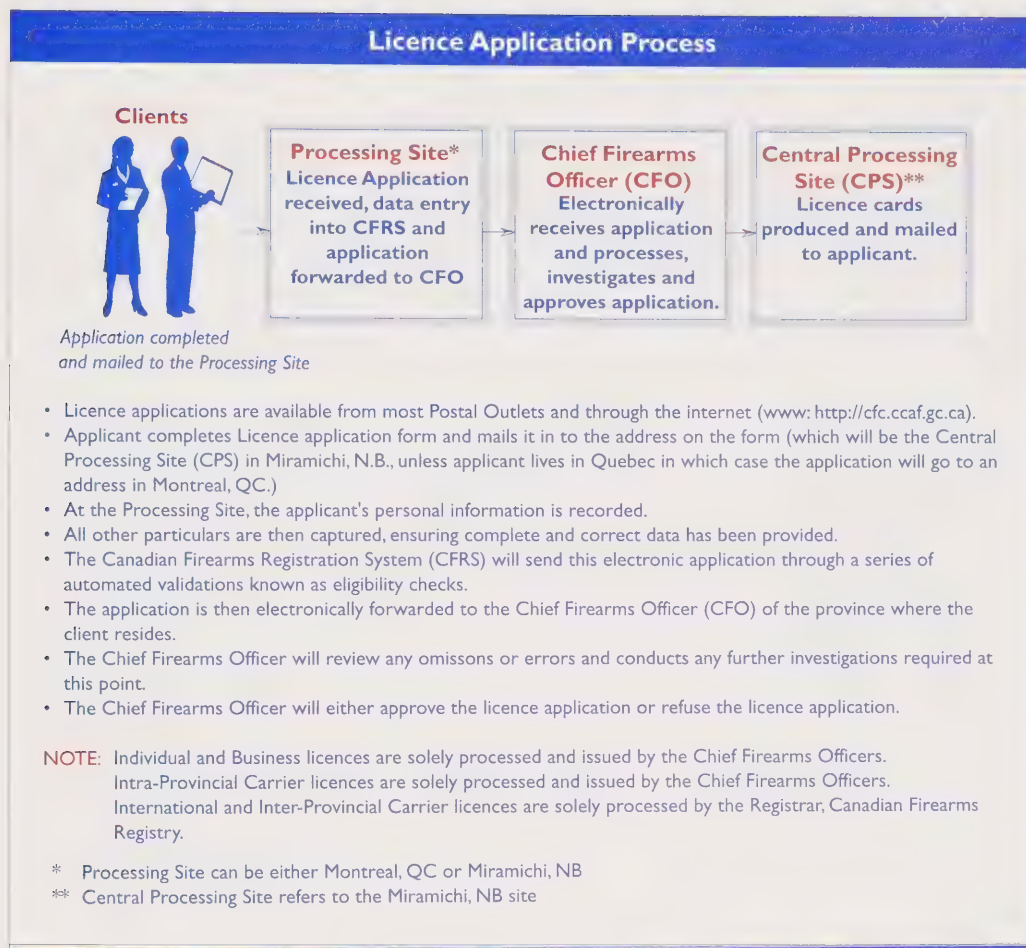 Licence Application Process
Clients
Application completed
and mailed to the Processing Site
Processing Site*
Licence Application
received, data entry
into CFRS and
application
forwarded to CFO
Chief Firearms
Officer (CFO)
Electronically
receives application
and processes,
investigates and
approves application.
Central Processing
Site (CPS)**
Licence cards
produced and mailed
to applicant.
• Licence applications are available from most Postal Outlets and through the internet (www: http://cfc.ccaf.gc.ca).
• Applicant completes Licence application form and mails it in to the address on the form (which will be the Central
Processing Site (CPS) in Miramichi, N.B., unless applicant lives in Quebec in which case the application will go to an
address in Montreal, QC.)
• At the Processing Site, the applicant's personal information is recorded.
• All other particulars are then captured, ensuring complete and correct data has been provided.
• The Canadian Firearms Registration System (CFRS) will send this electronic application through a series of
automated validations known as eligibility checks.
• The application is then electronically forwarded to the Chief Firearms Officer (CFO) of the province where the
client resides.
• The Chief Firearms Officer will review any omissons or errors and conducts any further investigations required at
this point.
• The Chief Firearms Officer will either approve the licence application or refuse the licence application.
NOTE: Individual and Business licences are solely processed and issued by the Chief Firearms Officers.
Intra-Provincial Carrier licences are solely processed and issued by the Chief Firearms Officers.
International and Inter-Provincial Carrier licences are solely processed by the Registrar, Canadian Firearms
Registry.
* Processing Site can be either Montreal, QC or Miramichi, NB
** Central Processing Site refers to the Miramichi, NB site